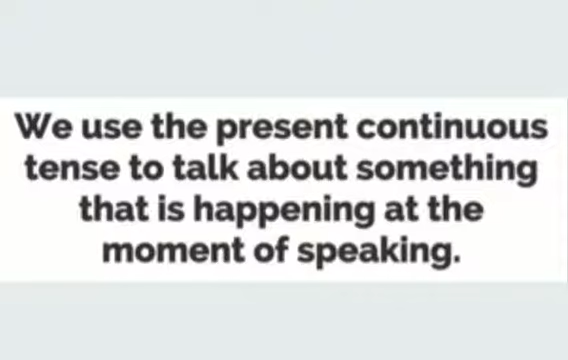 We use the present continuous
tense to talk about something
that is happening at the
moment of speaking.